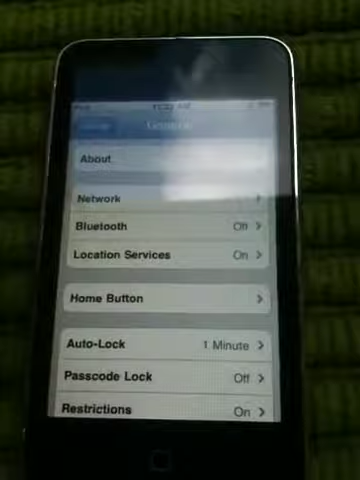 General
About
Network
Bluetooth Off
Location Services On
Home Button
Auto-Lock 1 Minute
Passcode Lock Off
Restrictions On